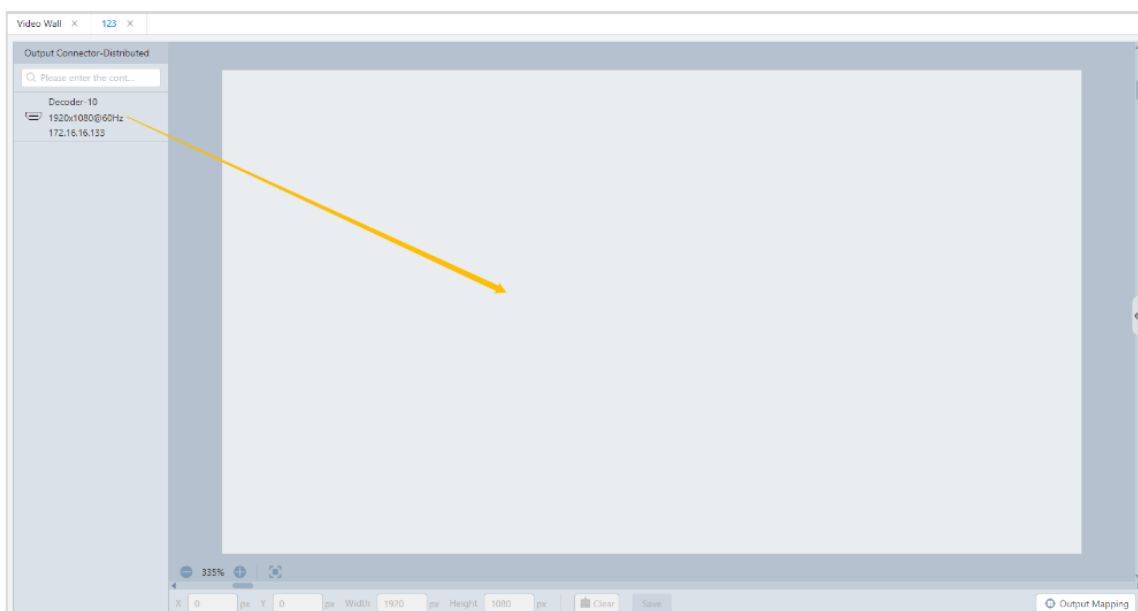 Video Wall × 123 ×
Output Connector-Distributed
Please enter the cont...
Decoder-10
1920x1080@60Hz
172.16.16.133
335%
X 0 px Y 0 px Width 1920 px Height 1080 px Clear Save Output Mapping